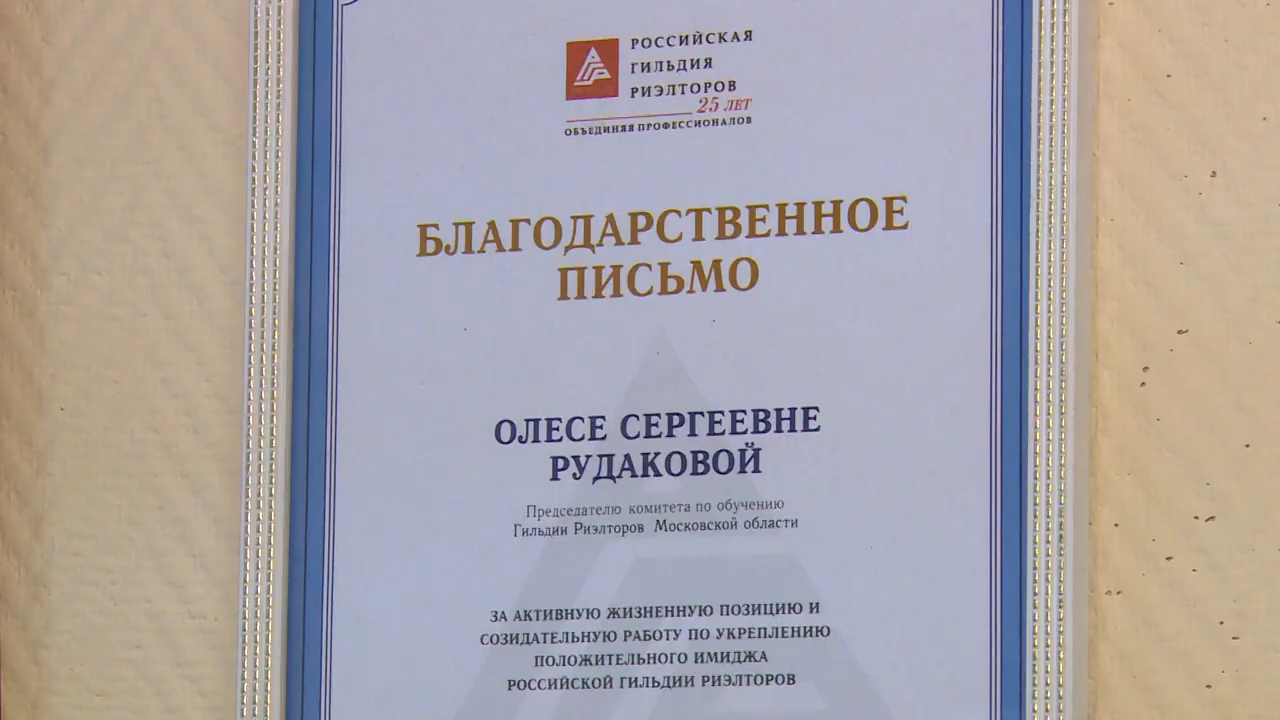 РОССИЙСКАЯ
ГИЛЬДИЯ
РИЭЛТОРОВ
25 ЛЕТ
ОБЪЕДИНЯЯ ПРОФЕССИОНАЛОВ
БЛАГОДАРСТВЕННОЕ
ПИСЬМО
ОЛЕСЕ СЕРГЕЕВНЕ
РУДАКОВОЙ
Председателю комитета по обучению
Гильдии Риэлторов Московской области
ЗА АКТИВНУЮ ЖИЗНЕННУЮ ПОЗИЦИЮ И
СОЗИДАТЕЛЬНУЮ РАБОТУ ПО УКРЕПЛЕНИЮ
ПОЛОЖИТЕЛЬНОГО ИМИДЖА
РОССИЙСКОЙ ГИЛЬДИИ РИЭЛТОРОВ